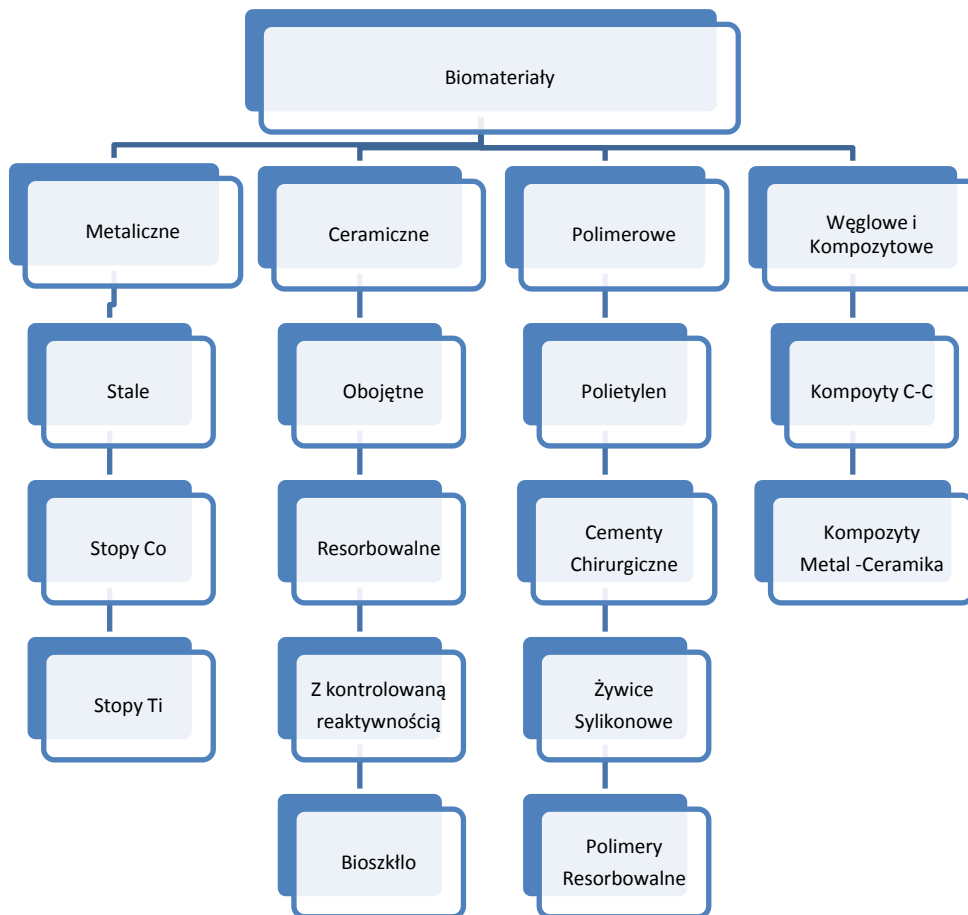 Biomateriały
Metaliczne
Ceramiczne
Polimerowe
Węglowe i
Kompozytowe
Stale
Obojętne
Polietylen
Kompoyty C-C
Stopy Co
Resorbowalne
Cementy
Chirurgiczne
Kompozyty
Metal -Ceramika
Stopy Ti
Z kontrolowaną
reaktywnością
Żywice
Sylikonowe
Bioszkłlo
Polimery
Resorbowalne